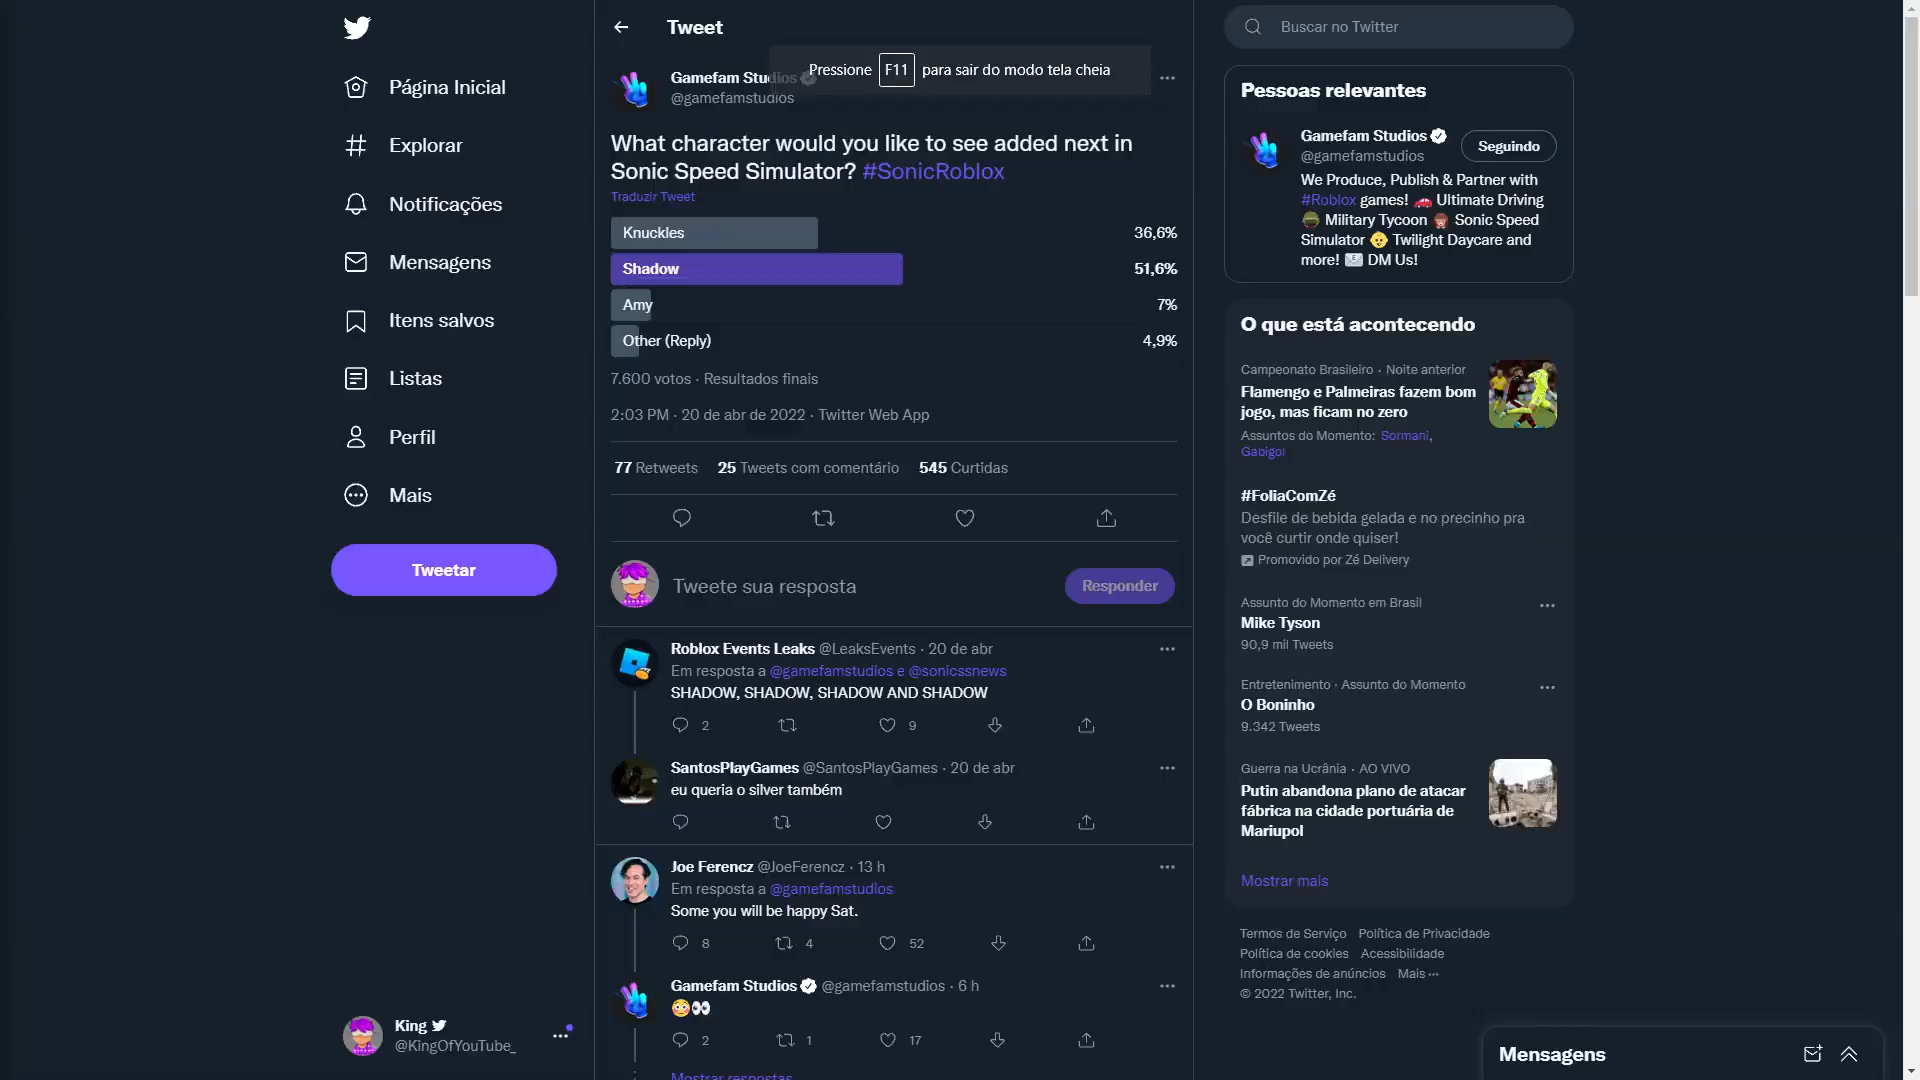 Página Inicial
Explorar
Notificações
Mensagens
Itens salvos
Listas
Perfil
Mais
Tweetar
King
@KingOfYouTube_
Tweet
Pressione F11 para sair do modo tela cheia
Gamefam Studios
@gamefamstudios
What character would you like to see added next in
Sonic Speed Simulator? #SonicRoblox
Traduzir Tweet
Knuckles 36,6%
Shadow 51,6%
Amy 7%
Other (Reply) 4,9%
7.600 votos · Resultados finais
2:03 PM · 20 de abr de 2022 · Twitter Web App
77 Retweets 25 Tweets com comentário 545 Curtidas
Tweete sua resposta
Responder
Roblox Events Leaks @LeaksEvents · 20 de abr
Em resposta a @gamefamstudios e @sonicssnews
SHADOW, SHADOW, SHADOW AND SHADOW
2 9
SantosPlayGames @SantosPlayGames · 20 de abr
eu queria o silver também
Joe Ferencz @JoeFerencz · 13 h
Em resposta a @gamefamstudios
Some you will be happy Sat.
8 4 52
Gamefam Studios @gamefamstudios · 6 h
2 1 17
Mostrar respostas
Buscar no Twitter
Pessoas relevantes
Gamefam Studios
@gamefamstudios
Seguindo
We Produce, Publish & Partner with
#Roblox games! Ultimate Driving
Military Tycoon Sonic Speed
Simulator Twilight Daycare and
more! DM Us!
O que está acontecendo
Campeonato Brasileiro · Noite anterior
Flamengo e Palmeiras fazem bom
jogo, mas ficam no zero
Assuntos do Momento: Sormani,
Gabigol
#FoliaComZé
Desfile de bebida gelada e no precinho pra
você curtir onde quiser!
Promovido por Zé Delivery
Assunto do Momento em Brasil
Mike Tyson
90,9 mil Tweets
Entretenimento · Assunto do Momento
O Boninho
9.342 Tweets
Guerra na Ucrânia · AO VIVO
Putin abandona plano de atacar
fábrica na cidade portuária de
Mariupol
Mostrar mais
Termos de Serviço Política de Privacidade
Política de cookies Acessibilidade
Informações de anúncios Mais ···
© 2022 Twitter, Inc.
Mensagens